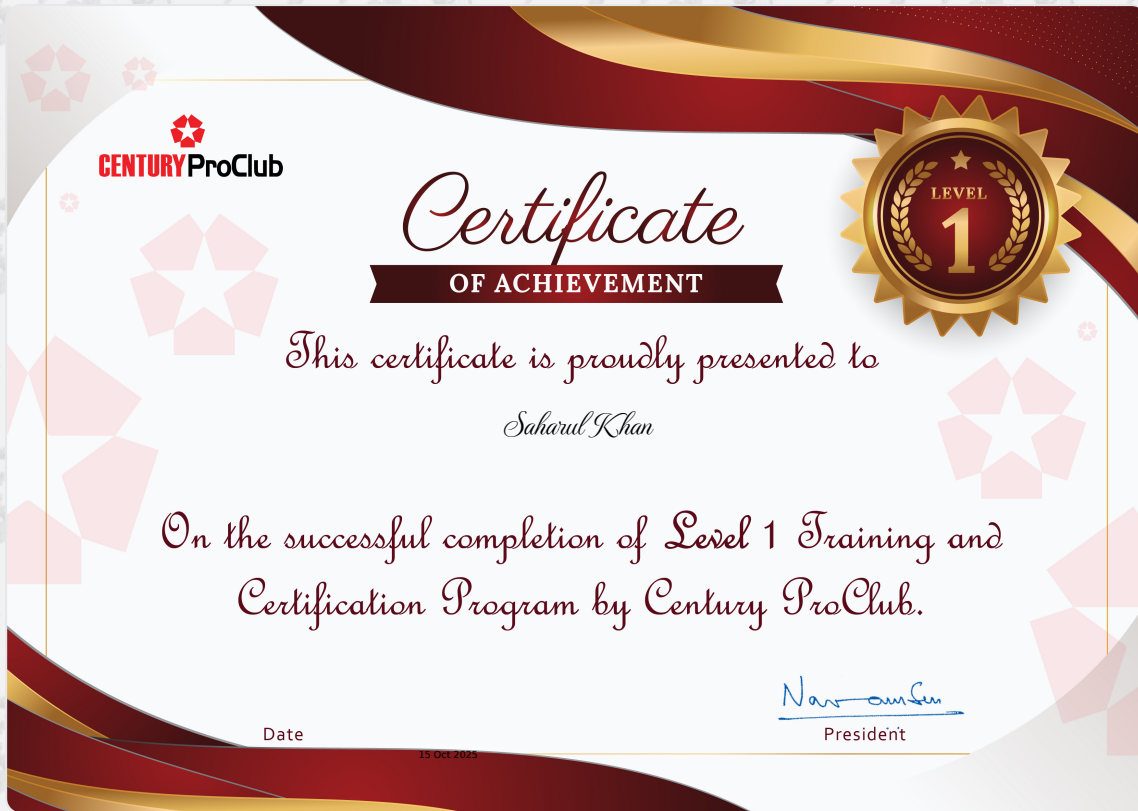 CENTURY ProClub
LEVEL
1
Certificate
OF ACHIEVEMENT
This certificate is proudly presented to
Saharul Khan
On the successful completion of Level 1 Training and
Certification Program by Century ProClub.
Date
15 Oct 2025
President